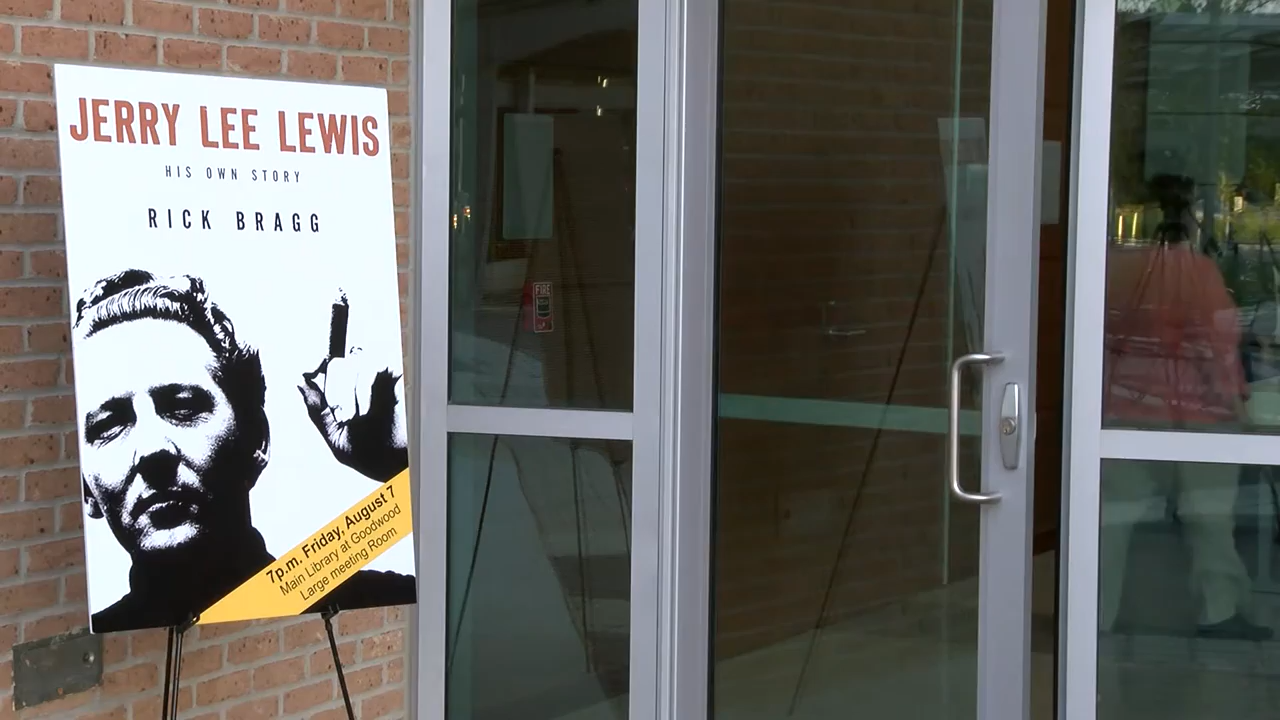 JERRY LEE LEWIS
HIS OWN STORY
RICK BRAGG
7p.m. Friday, August 7
Main Library at Goodwood
Large meeting Room
FIRE